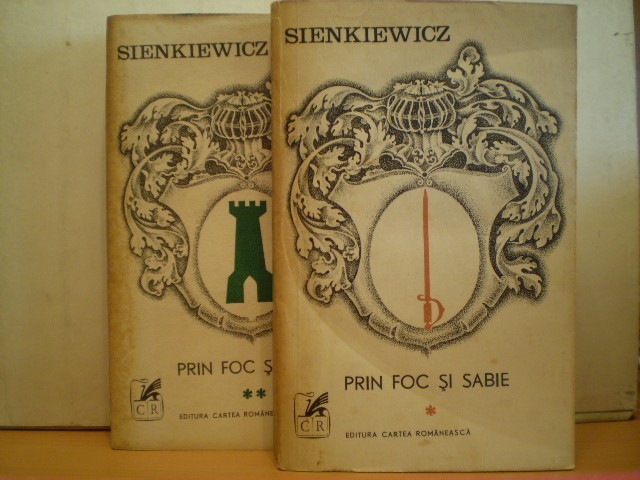 SIENKIEWICZ
PRIN FOC Ș
**
CR
EDITURA CARTEA ROMÂNEA
SIENKIEWICZ
PRIN FOC ȘI SABIE
*
CR
EDITURA CARTEA ROMÂNEASCĂ